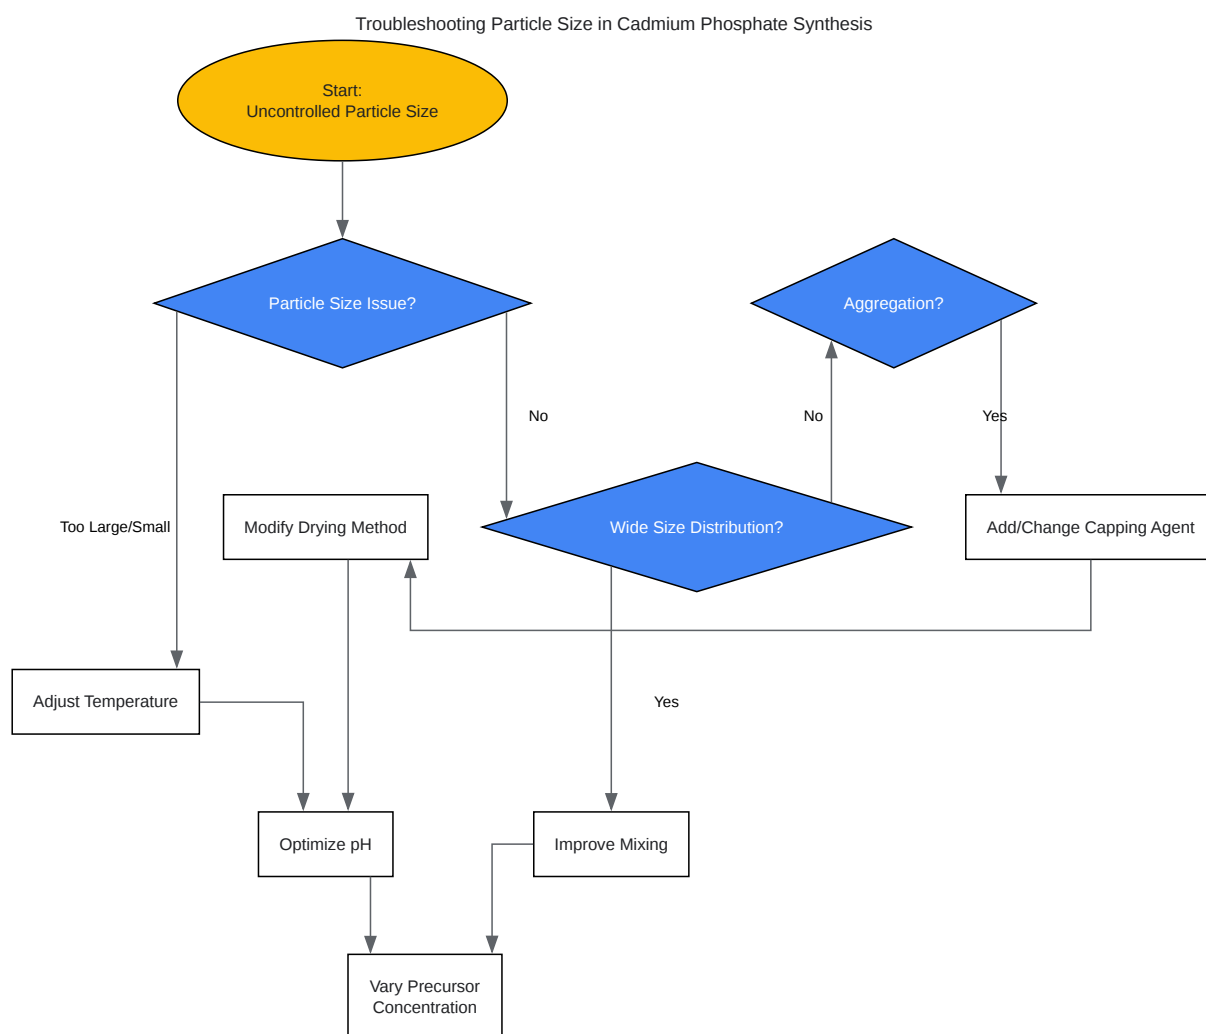 Troubleshooting Particle Size in Cadmium Phosphate Synthesis
Start:
Uncontrolled Particle Size
Particle Size Issue?
Aggregation?
No
No
Yes
Too Large/Small
Modify Drying Method
Wide Size Distribution?
Add/Change Capping Agent
Adjust Temperature
Yes
Optimize pH
Improve Mixing
Vary Precursor
Concentration